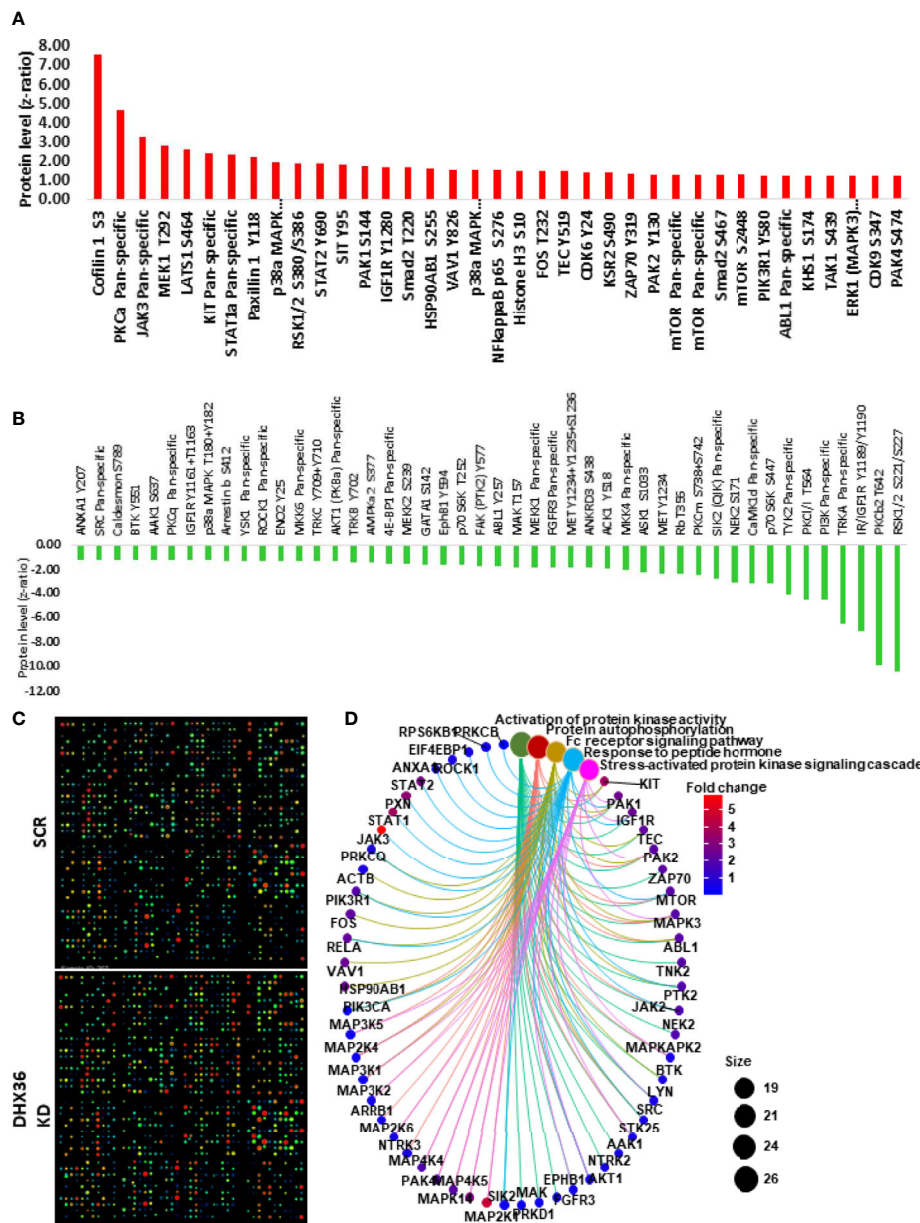 A
Protein level (z-ratio)
8.00
7.00
6.00
5.00
4.00
3.00
2.00
1.00
0.00
Cofilin 1 S3
PKCa Pan-specific
JAK3 Pan-specific
MEK1 T292
LATS1 S464
KIT Pan-specific
STAT1a Pan-specific
Paxillin 1 Y118
p38a MAPK...
RSK1/2 S380/S386
STAT2 Y690
SIT Y95
PAK1 S144
IGF1R Y1280
Smad2 T220
HSP90AB1 S255
VAV1 Y826
p38a MAPK...
NFkappaB p65 S276
Histone H3 S10
FOS T232
TEC Y519
CDK6 Y24
KSR2 S490
ZAP70 Y319
PAK2 Y130
mTOR Pan-specific
mTOR Pan-specific
Smad2 S467
mTOR S2448
PIK3R1 Y580
ABL1 Pan-specific
KHS1 S174
TAK1 S439
ERK1 (MAPK3)...
CDK9 S347
PAK4 S474
B
ANKA1 Y207
SRC Pan-specific
Caldesmon S789
BTK Y551
AAK1 S637
PKCq Pan-specific
IGF1R Y1161+T1163
p38a MAPK T180+Y182
Arrestin b S412
YSK1 Pan-specific
ROCK1 Pan-specific
ENO2 Y25
MKK6 Pan-specific
TRKC Y709+Y710
AKT1 (PKBa) Pan-specific
TRKB Y702
AMPKa2 S377
4E-BP1 Pan-specific
MEKK2 S239
GATA1 S142
EphB1 Y594
p70 S6K T252
FAK (PTK2) Y577
ABL1 Y257
MAK T157
MEKK1 Pan-specific
FGFR3 Pan-specific
MET Y1234+Y1235+S1236
ANKRD3 S438
ACK1 Y518
MKK4 Pan-specific
ASK1 S1033
MET Y1234
Rb T356
PKCm S738+S742
SIK2 (QIK) Pan-specific
NEK2 S171
CaMK1d Pan-specific
p70 S6K S447
TYK2 Pan-specific
PKCl/I T564
PI3K Pan-specific
TRKA Pan-specific
IR/IGF1R Y1189/Y1190
PKCb2 T642
RSK1/2 S221/S227
Protein level (z-ratio)
0.00
-2.00
-4.00
-6.00
-8.00
-10.00
-12.00
C
SCR
DHX36
KD
D
Activation of protein kinase activity
Protein autophosphorylation
Fc receptor signaling pathway
Response to peptide hormone
Stress-activated protein kinase signaling cascade
PRKCB
RPS6KB1
EIF4EBP1
ROCK1
ANXA1
STAT2
PXN
STAT1
JAK3
PRKCQ
ACTB
PIK3R1
FOS
RELA
VAV1
HSP90AB1
PIK3CA
MAP3K5
MAP2K4
MAP3K1
MAP3K2
ARRB1
MAP2K6
NTRK3
MAP4K4
PAK4
MAP4K5
MAPK14
MAP2K1
SIK2
PRKD1
MAK
FGFR3
EPHB1
AKT1
NTRK2
AAK1
STK25
SRC
LYN
BTK
MAPKAPK2
NEK2
JAK2
PTK2
TNK2
ABL1
MAPK3
MTOR
ZAP70
PAK2
TEC
IGF1R
PAK1
KIT
Fold change
5
4
3
2
1
Size
19
21
24
26